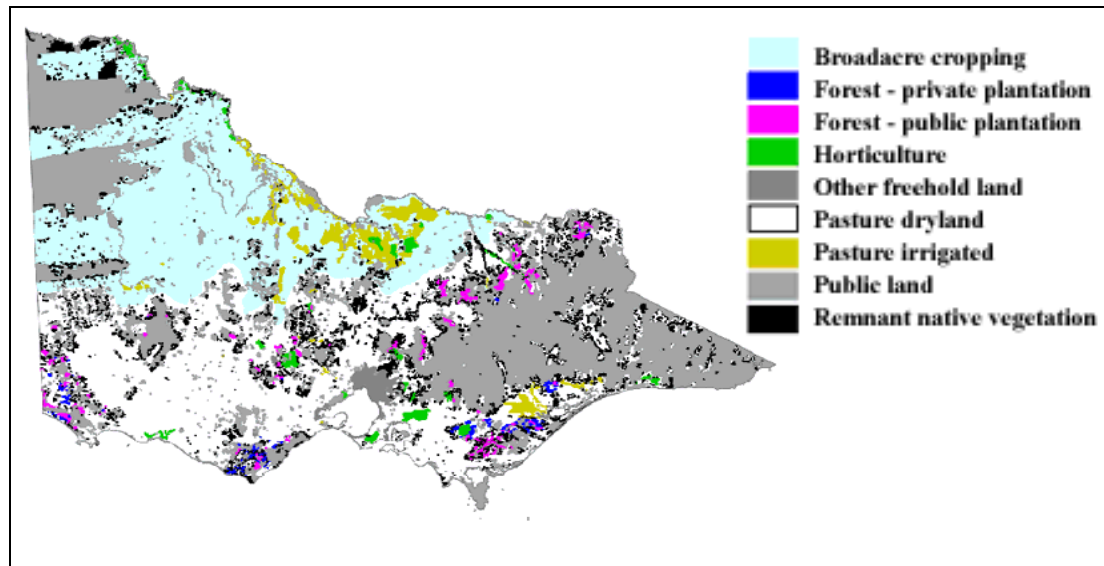 Broadacre cropping
Forest - private plantation
Forest - public plantation
Horticulture
Other freehold land
Pasture dryland
Pasture irrigated
Public land
Remnant native vegetation